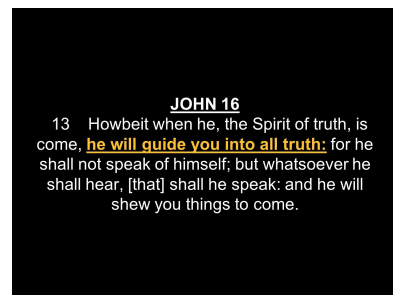 JOHN 16
13 Howbeit when he, the Spirit of truth, is
come, he will guide you into all truth: for he
shall not speak of himself; but whatsoever he
shall hear, [that] shall he speak: and he will
shew you things to come.